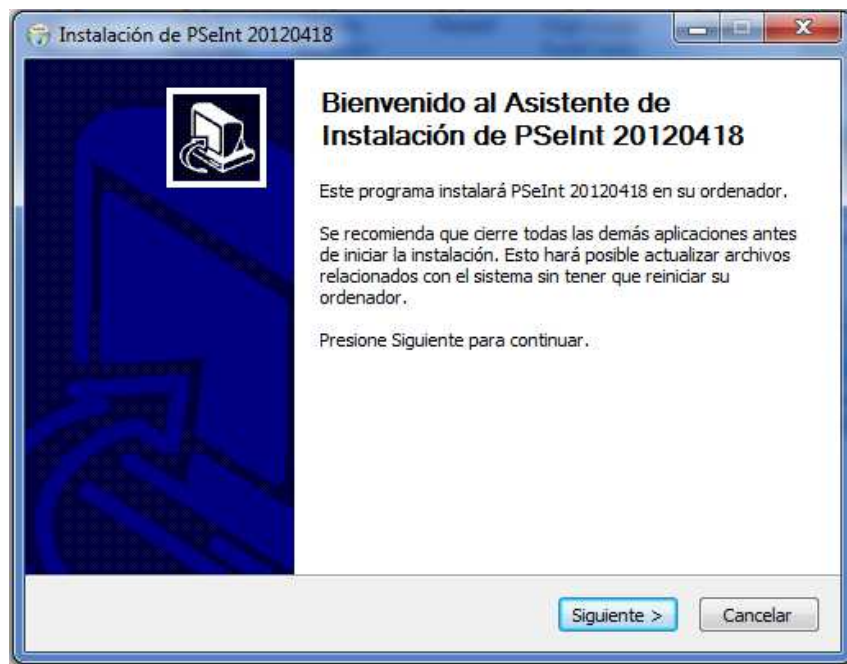 Instalación de PSeInt 20120418
Bienvenido al Asistente de
Instalación de PSeInt 20120418
Este programa instalará PSeInt 20120418 en su ordenador.
Se recomienda que cierre todas las demás aplicaciones antes
de iniciar la instalación. Esto hará posible actualizar archivos
relacionados con el sistema sin tener que reiniciar su
ordenador.
Presione Siguiente para continuar.
Siguiente >
Cancelar